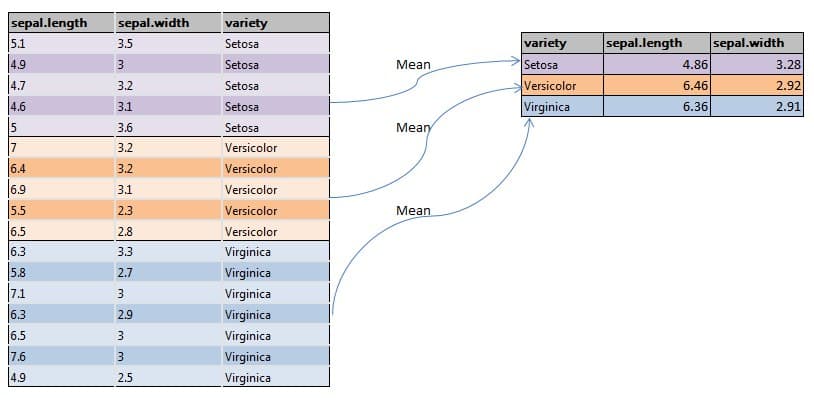 sepal.length sepal.width variety
5.1 3.5 Setosa
4.9 3 Setosa
4.7 3.2 Setosa
4.6 3.1 Setosa
5 3.6 Setosa
7 3.2 Versicolor
6.4 3.2 Versicolor
6.9 3.1 Versicolor
5.5 2.3 Versicolor
6.5 2.8 Versicolor
6.3 3.3 Virginica
5.8 2.7 Virginica
7.1 3 Virginica
6.3 2.9 Virginica
6.5 3 Virginica
7.6 3 Virginica
4.9 2.5 Virginica
Mean
Mean
Mean
variety sepal.length sepal.width
Setosa 4.86 3.28
Versicolor 6.46 2.92
Virginica 6.36 2.91